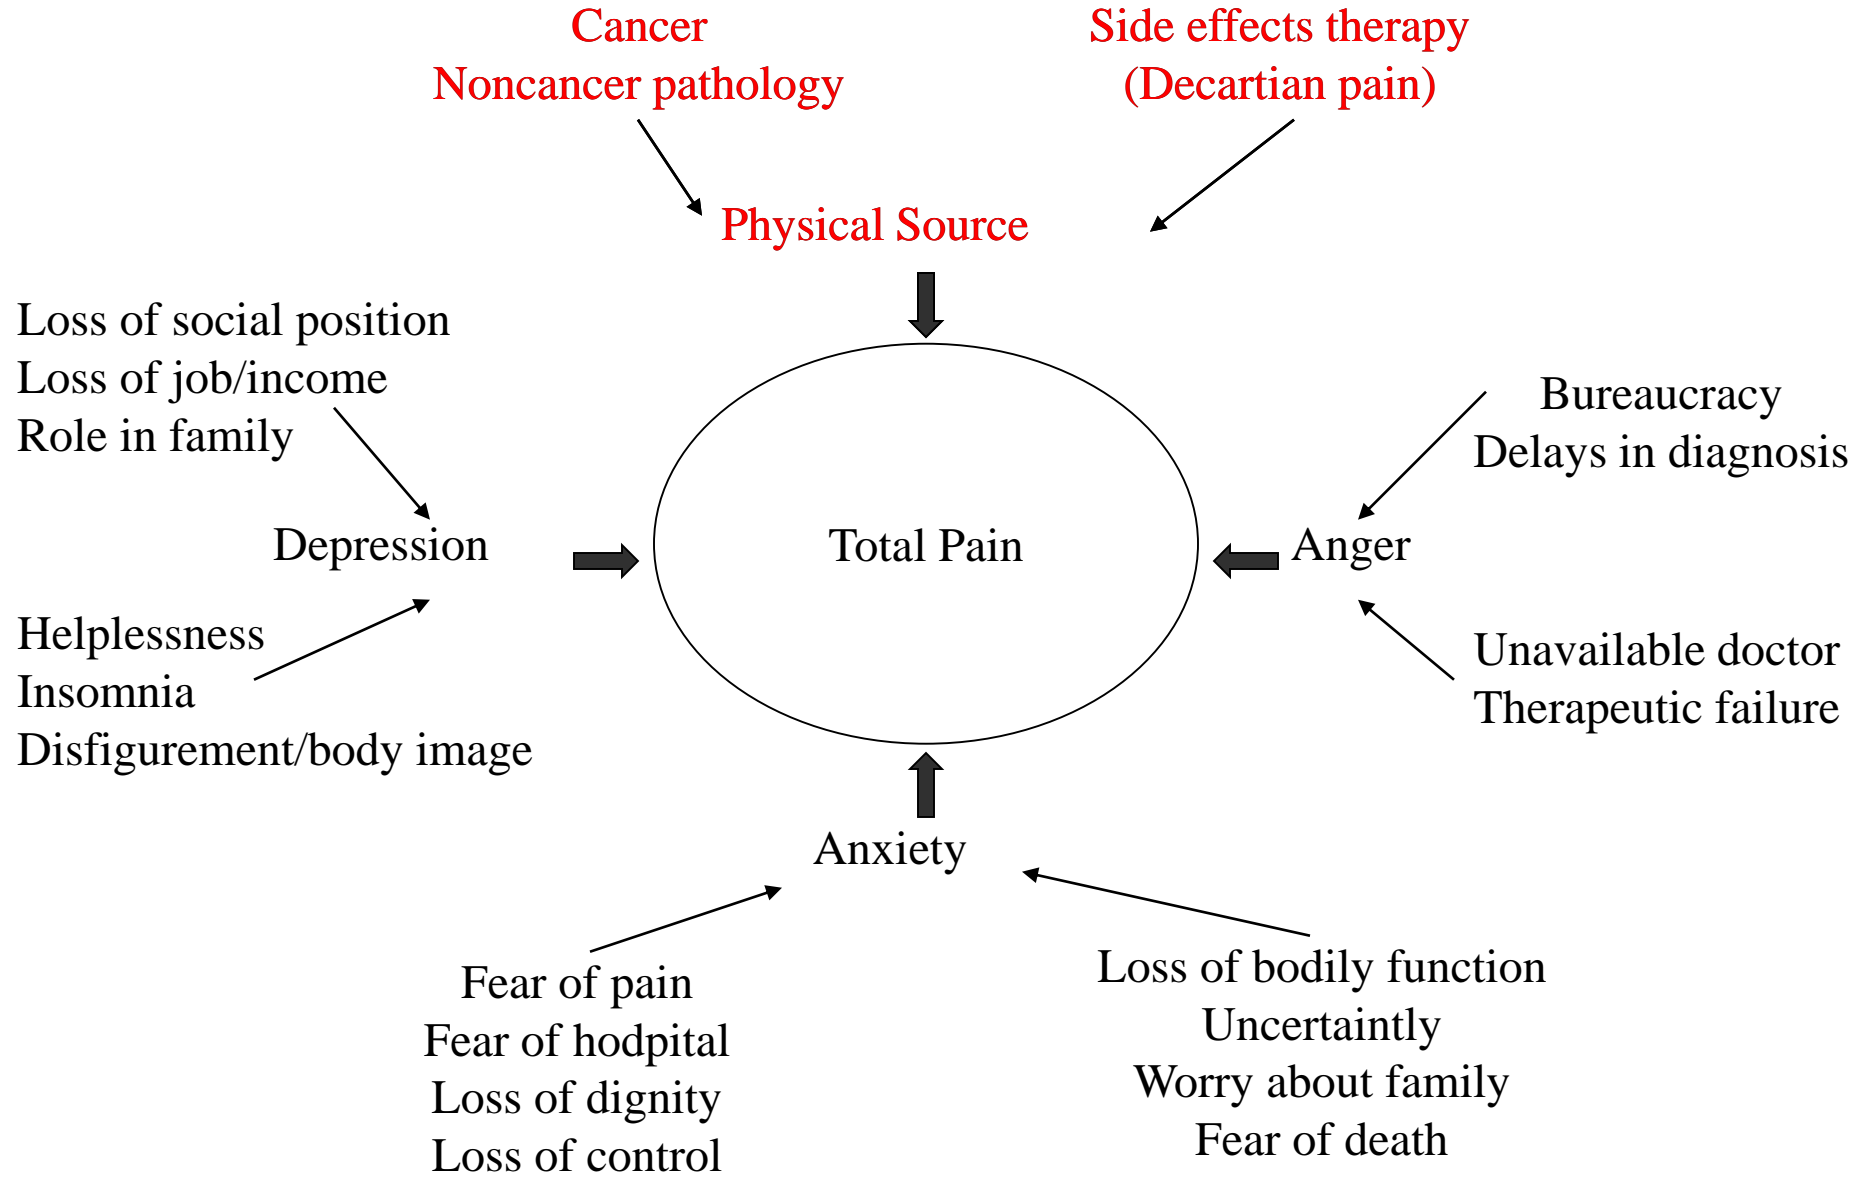 Cancer
Noncancer pathology
Side effects therapy
(Decartian pain)
Physical Source
Loss of social position
Loss of job/income
Role in family
Bureaucracy
Delays in diagnosis
Depression
Total Pain
Anger
Helplessness
Insomnia
Disfigurement/body image
Unavailable doctor
Therapeutic failure
Anxiety
Fear of pain
Fear of hodpital
Loss of dignity
Loss of control
Loss of bodily function
Uncertaintly
Worry about family
Fear of death